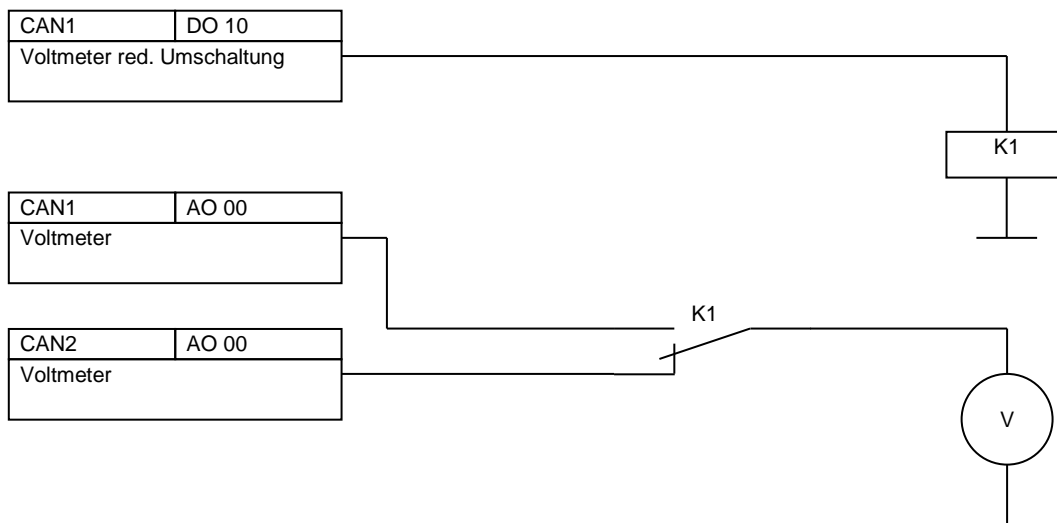 CAN1 DO 10
Voltmeter red. Umschaltung
K1
CAN1 AO 00
Voltmeter
K1
CAN2 AO 00
Voltmeter
V